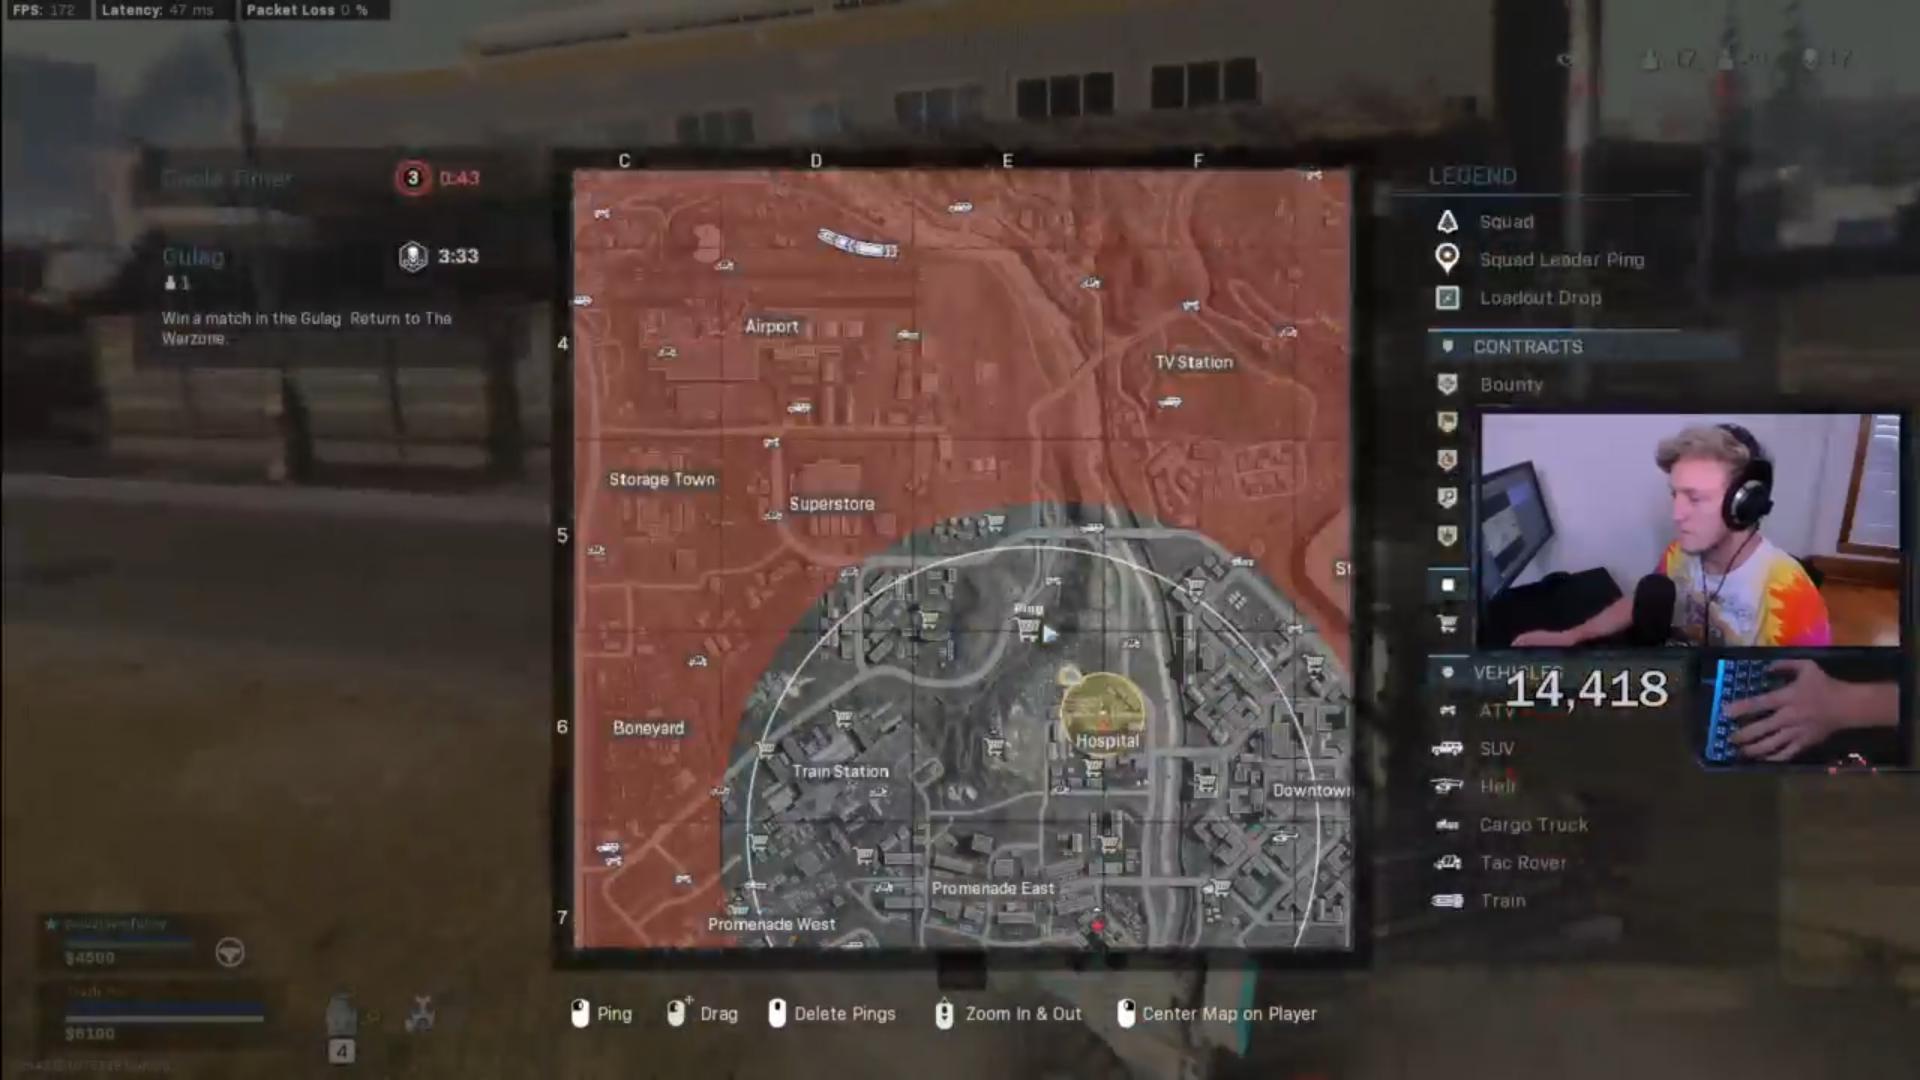 FPS: 172 Latency: 47 ms Packet Loss 0 %
C D E F
3 0:43
Gulag 3:33
1
Win a match in the Gulag Return to The
Warzone.
4
5
6
7
Airport
TV Station
Storage Town
Superstore
St
Ping
Boneyard
Hospital
Train Station
Downtown
Promenade East
Promenade West
LEGEND
Squad
Squad Leader Ping
Loadout Drop
CONTRACTS
Bounty
VEHICLES
14,418
ATV
SUV
Heli
Cargo Truck
Tac Rover
Train
$4500
$6100
4
Ping Drag Delete Pings Zoom In & Out Center Map on Player